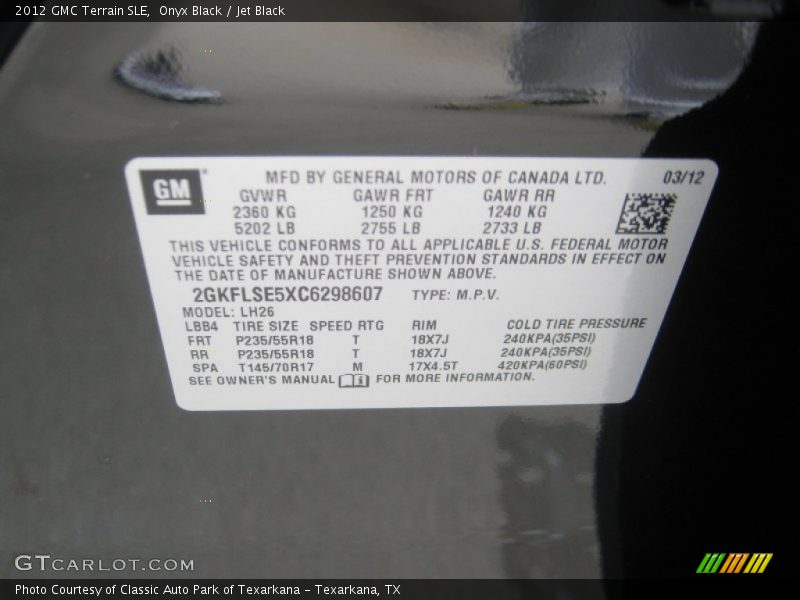 2012 GMC Terrain SLE, Onyx Black / Jet Black
GM
MFD BY GENERAL MOTORS OF CANADA LTD. 03/12
GVWR GAWR FRT GAWR RR
2360 KG 1250 KG 1240 KG
5202 LB 2755 LB 2733 LB
THIS VEHICLE CONFORMS TO ALL APPLICABLE U.S. FEDERAL MOTOR
VEHICLE SAFETY AND THEFT PREVENTION STANDARDS IN EFFECT ON
THE DATE OF MANUFACTURE SHOWN ABOVE.
2GKFLSE5XC6298607 TYPE: M.P.V.
MODEL: LH26
LBB4 TIRE SIZE SPEED RTG RIM COLD TIRE PRESSURE
FRT P235/55R18 T 18X7J 240KPA(35PSI)
RR P235/55R18 T 18X7J 240KPA(35PSI)
SPA T145/70R17 M 17X4.5T 420KPA(60PSI)
SEE OWNER'S MANUAL FOR MORE INFORMATION.
GTCARLOT.COM
Photo Courtesy of Classic Auto Park of Texarkana - Texarkana, TX